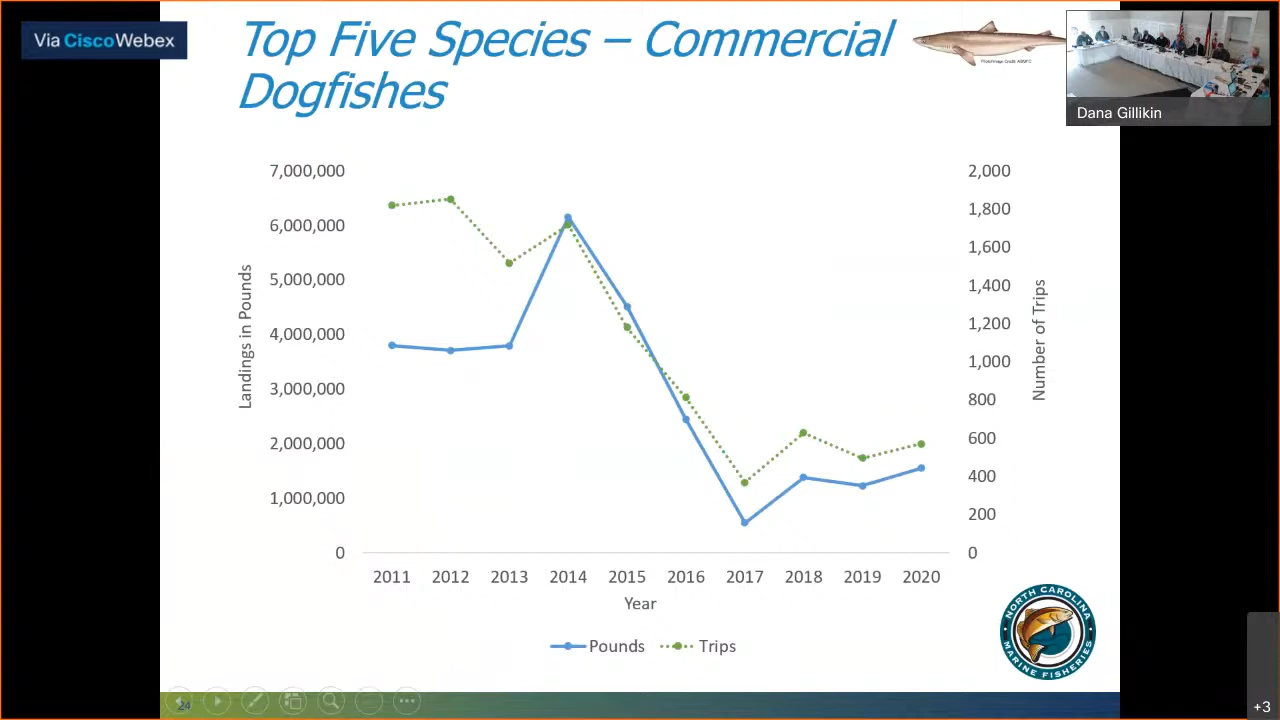 Via Cisco Webex
Top Five Species – Commercial
Dogfishes
Dana Gillikin
7,000,000
6,000,000
5,000,000
4,000,000
3,000,000
2,000,000
1,000,000
0
Landings in Pounds
2,000
1,800
1,600
1,400
1,200
1,000
800
600
400
200
0
Number of Trips
2011 2012 2013 2014 2015 2016 2017 2018 2019 2020
Year
Pounds Trips
NORTH CAROLINA
MARINE FISHERIES
24
+3